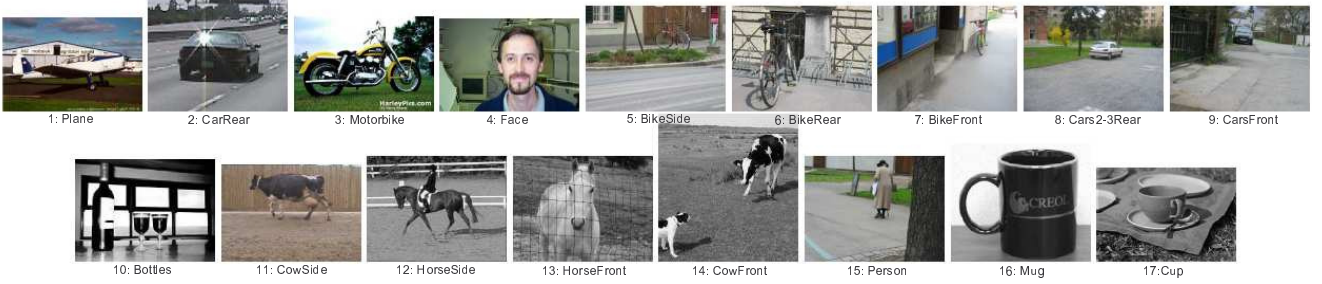 HarleyPics.com
1: Plane
2: CarRear
3: Motorbike
4: Face
5: BikeSide
6: BikeRear
7: BikeFront
8: Cars2-3Rear
9: CarsFront
CREOL
10: Bottles
11: CowSide
12: HorseSide
13: HorseFront
14: CowFront
15: Person
16: Mug
17:Cup